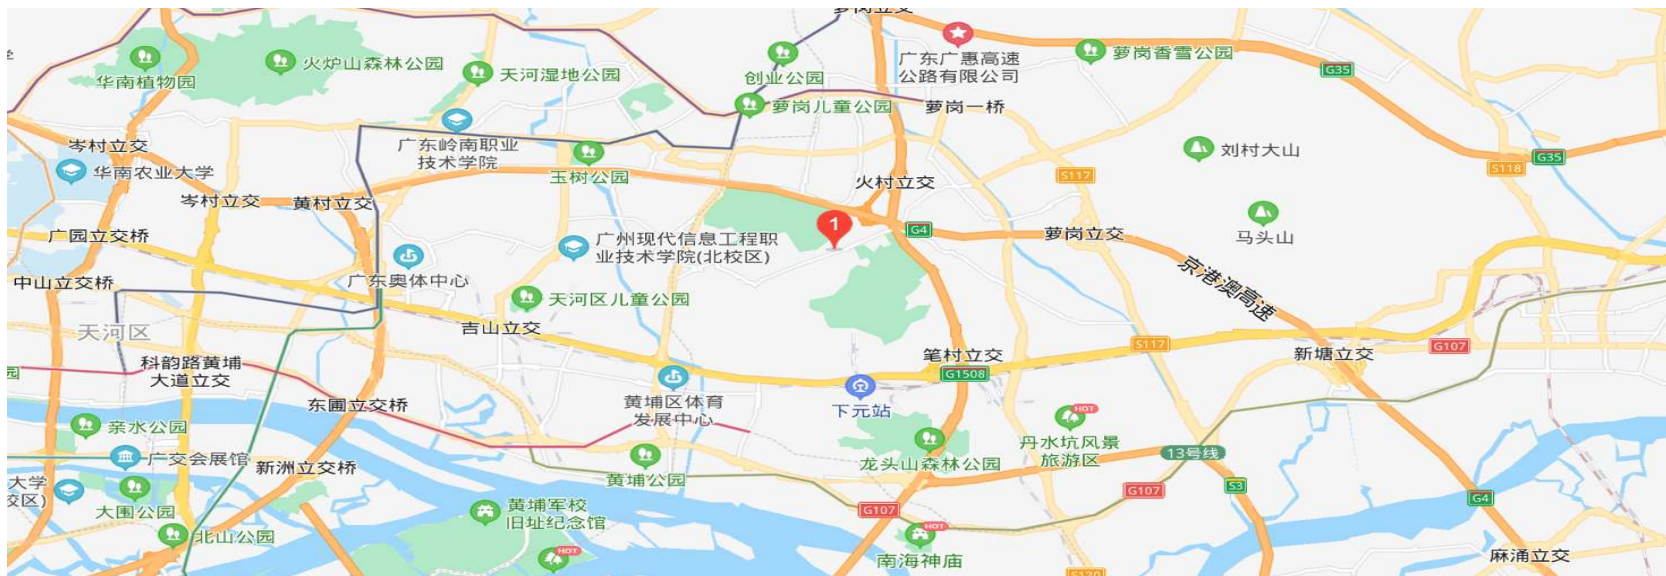 萝岗立交
华南植物园
火炉山森林公园
天河湿地公园
创业公园
广东广惠高速
公路有限公司
萝岗香雪公园
G35
萝岗儿童公园
萝岗一桥
岑村立交
广东岭南职业
技术学院
华南农业大学
玉树公园
火村立交
刘村大山
G35
S117
S118
岑村立交
黄村立交
1
广园立交桥
广州现代信息工程职
业技术学院(北校区)
G4
萝岗立交
马头山
中山立交桥
广东奥体中心
京港澳高速
天河区儿童公园
天河区
吉山立交
科韵路黄埔
大道立交
笔村立交
S117
G107
新塘立交
园
G1508
东圃立交桥
黄埔区体育
发展中心
下元站
亲水公园
HOT
丹水坑风景
旅游区
广交会展馆
新洲立交桥
黄埔公园
龙头山森林公园
13号线
大学
校区)
大围公园
G107
S3
G4
黄埔军校
旧址纪念馆
G107
北山公园
HOT
南海神庙
HOT
麻涌立交
S120